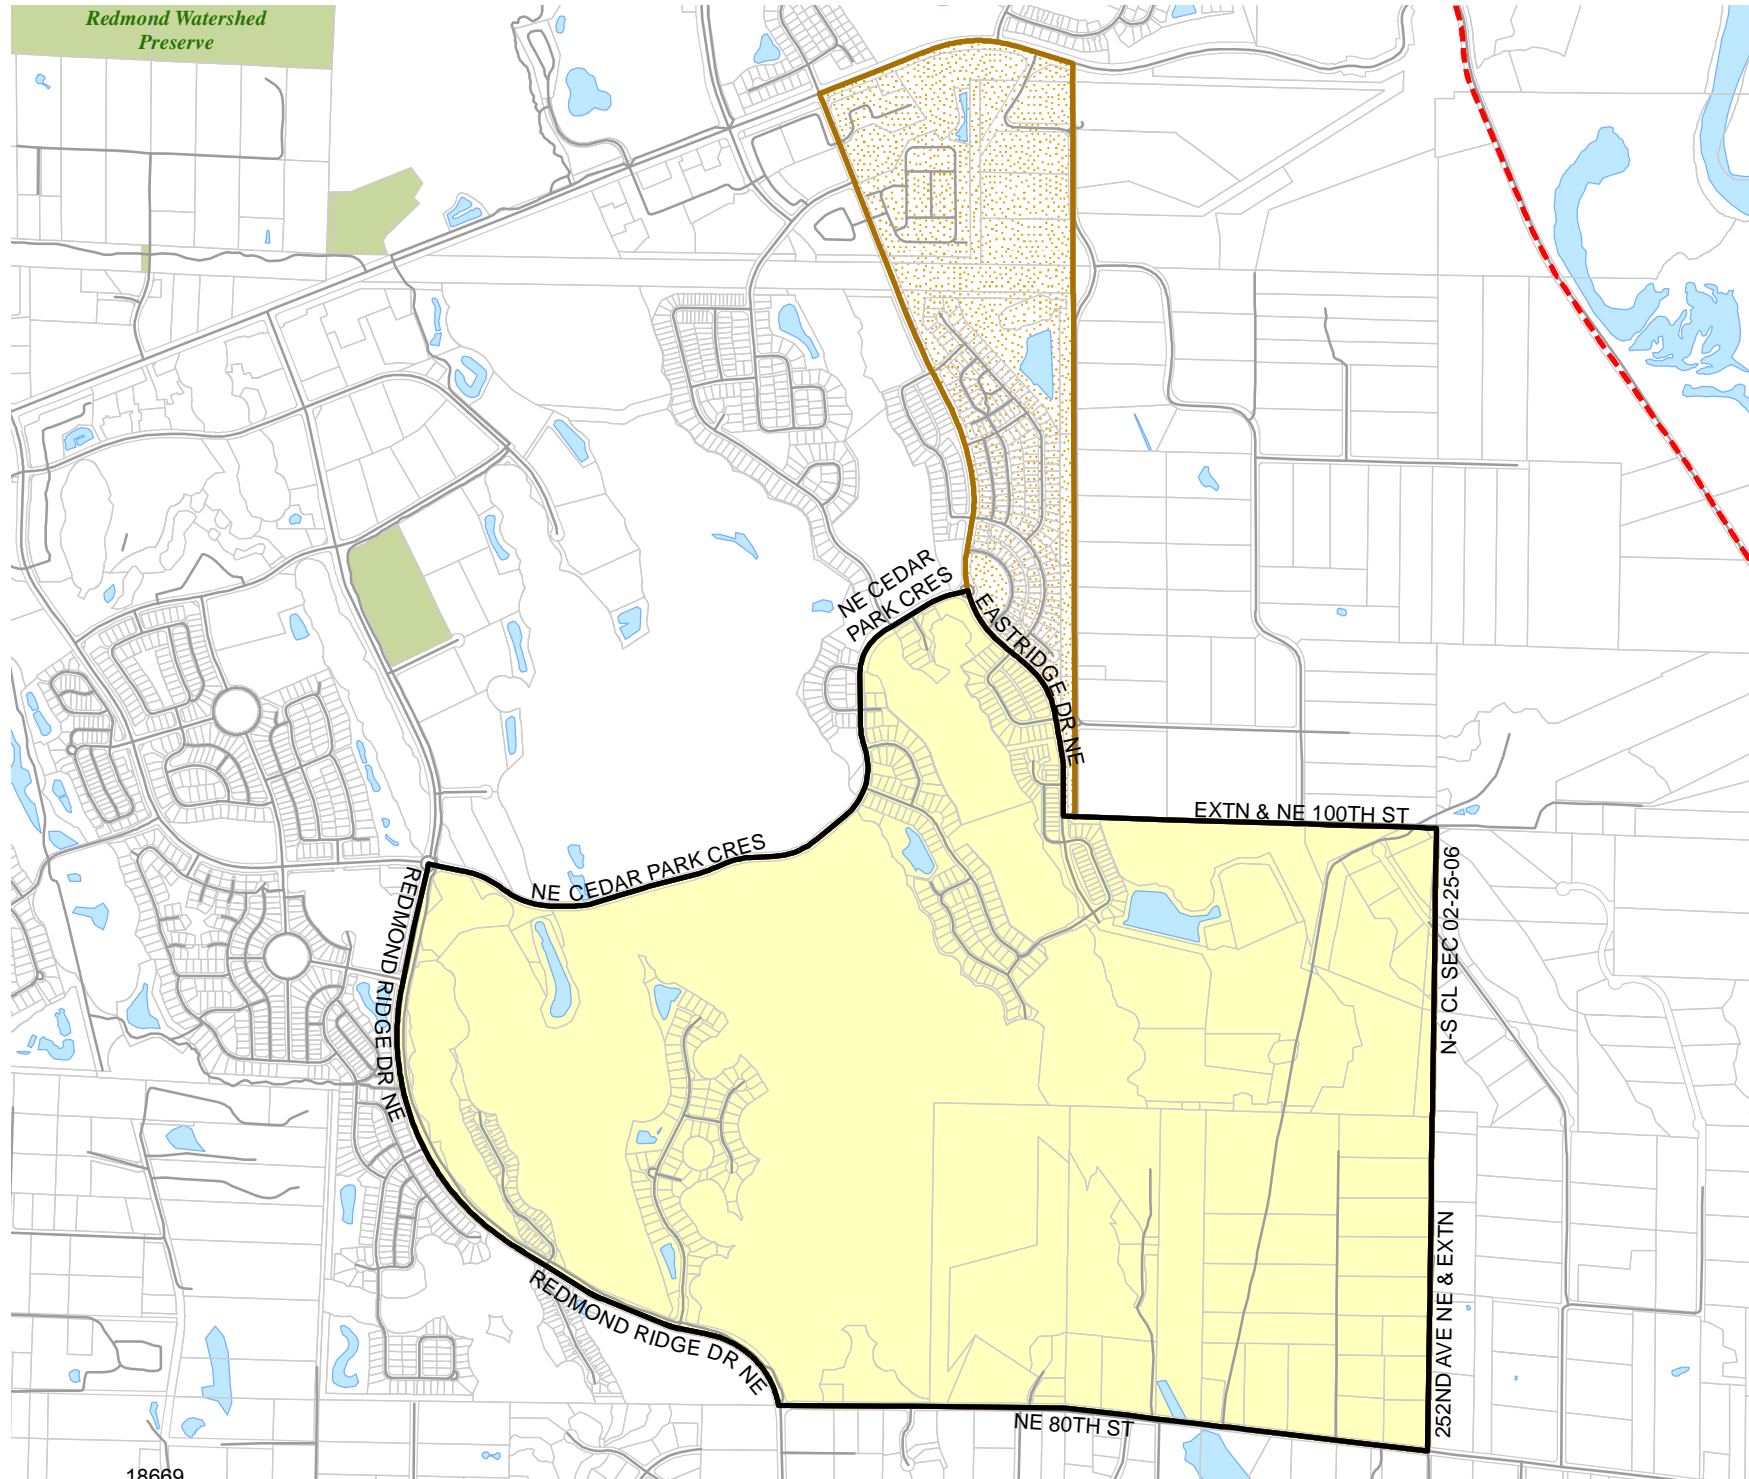 Redmond Watershed
Preserve
NE CEDAR
PARK CRES
EASTRIDGE DR NE
EXTN & NE 100TH ST
NE CEDAR PARK CRES
REDMOND RIDGE DR NE
N-S CL SEC 02-25-06
252ND AVE NE & EXTN
REDMOND RIDGE DR NE
NE 80TH ST
18669